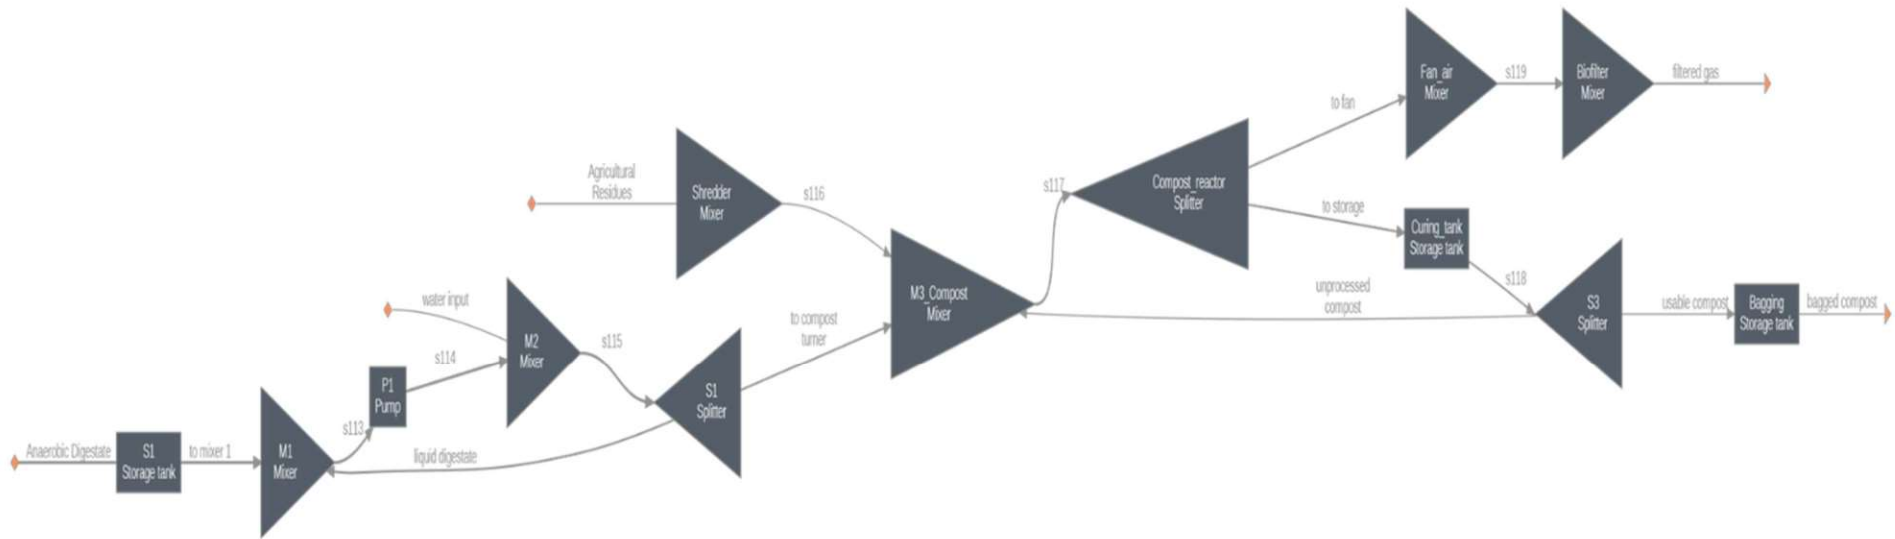 Anaerobic Digestate
S1
Storage tank
to mixer 1
M1
Mixer
s113
P1
Pump
s114
water input
M2
Mixer
s115
liquid digestate
S1
Splitter
to compost
turner
Agricultural
Residues
Shredder
Mixer
s116
M3_Compost
Mixer
s117
Compost_reactor
Splitter
to fan
Fan_air
Mixer
s119
Biofilter
Mixer
filtered gas
to storage
Curing_tank
Storage tank
s118
unprocessed
compost
S3
Splitter
usable compost
Bagging
Storage tank
bagged compost